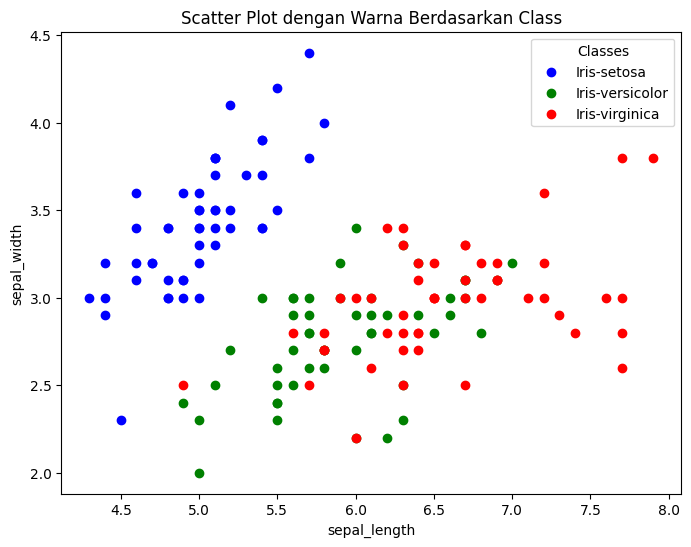 Scatter Plot dengan Warna Berdasarkan Class
Classes
Iris-setosa
Iris-versicolor
Iris-virginica
sepal_width
4.5
4.0
3.5
3.0
2.5
2.0
4.5 5.0 5.5 6.0 6.5 7.0 7.5 8.0
sepal_length